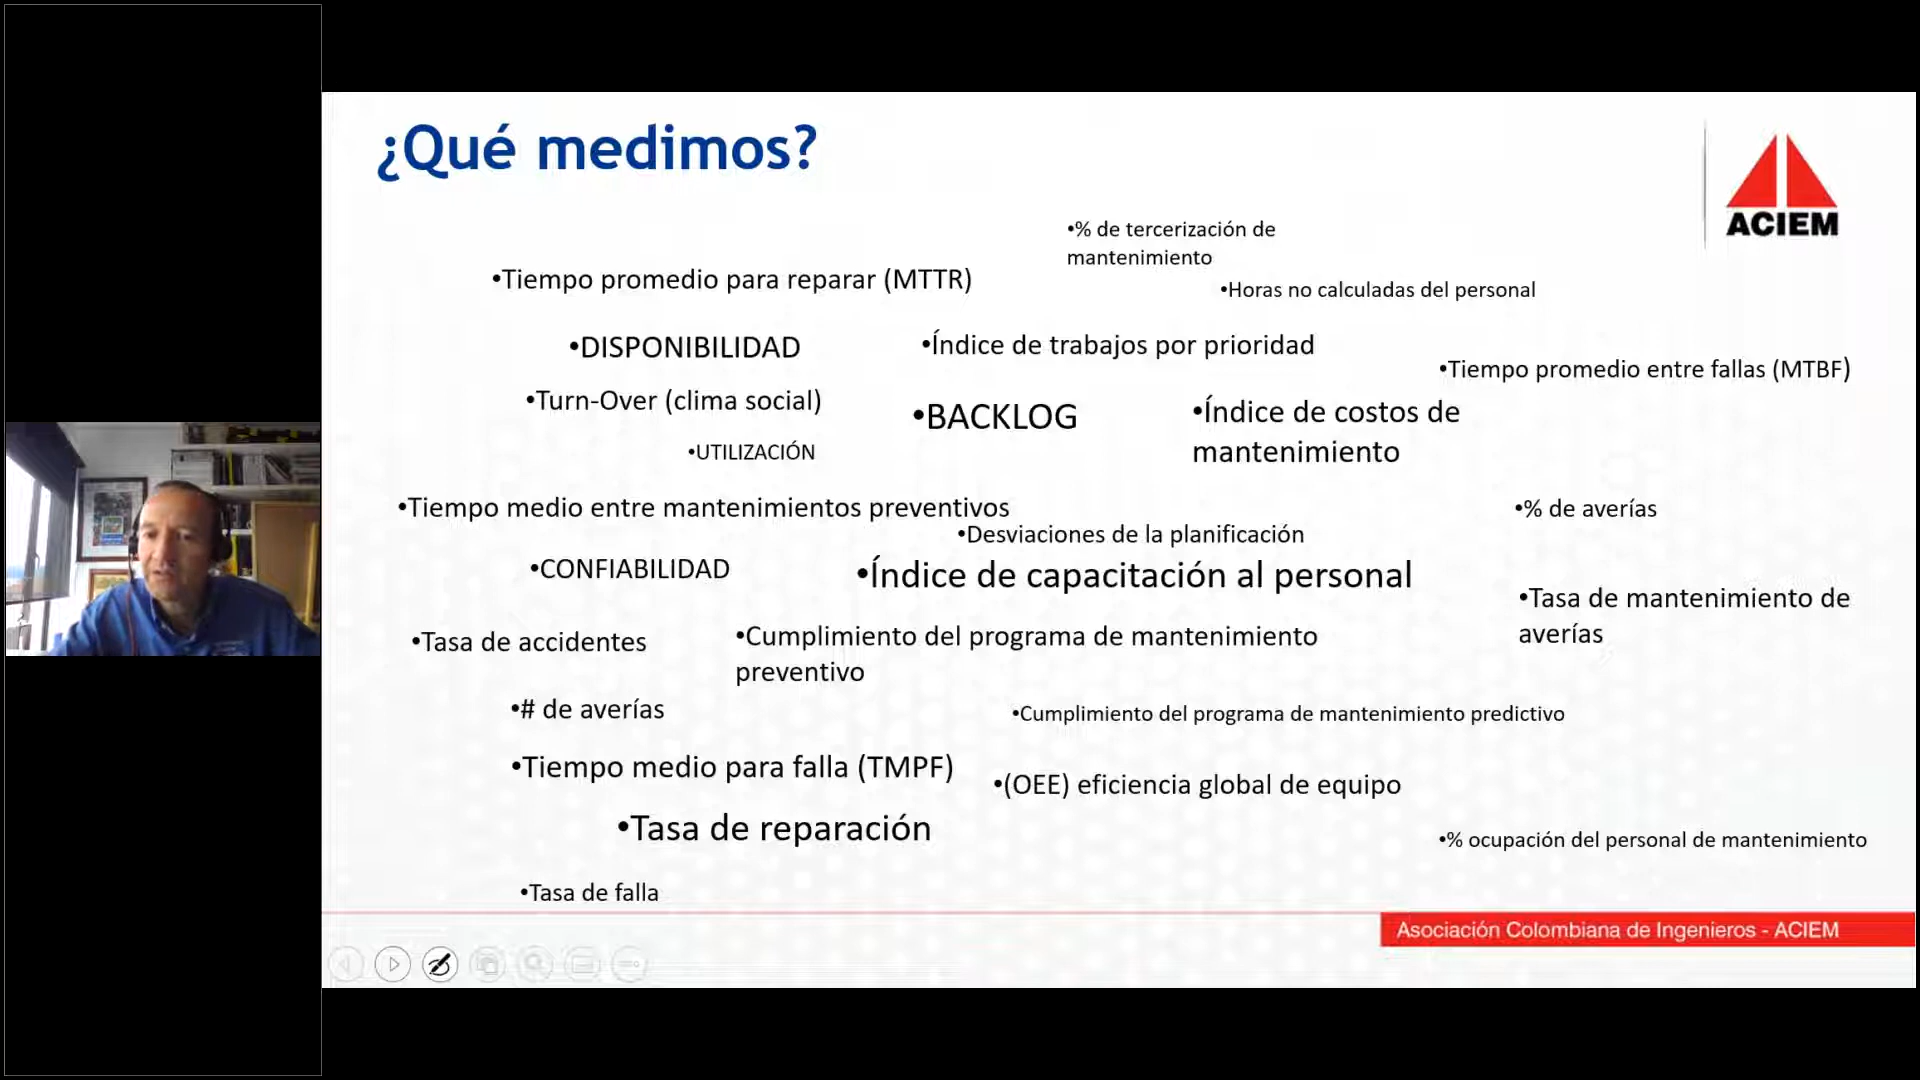 ¿Qué medimos?
ACIEM
•% de tercerización de
mantenimiento
•Tiempo promedio para reparar (MTTR)
•Horas no calculadas del personal
•DISPONIBILIDAD
•Índice de trabajos por prioridad
•Tiempo promedio entre fallas (MTBF)
•Turn-Over (clima social)
•BACKLOG
•Índice de costos de
mantenimiento
•UTILIZACIÓN
•Tiempo medio entre mantenimientos preventivos
•% de averías
•Desviaciones de la planificación
•CONFIABILIDAD
•Índice de capacitación al personal
•Tasa de mantenimiento de
averías
•Tasa de accidentes
•Cumplimiento del programa de mantenimiento
preventivo
•# de averías
•Cumplimiento del programa de mantenimiento predictivo
•Tiempo medio para falla (TMPF)
•(OEE) eficiencia global de equipo
•Tasa de reparación
•% ocupación del personal de mantenimiento
•Tasa de falla
Asociación Colombiana de Ingenieros - ACIEM